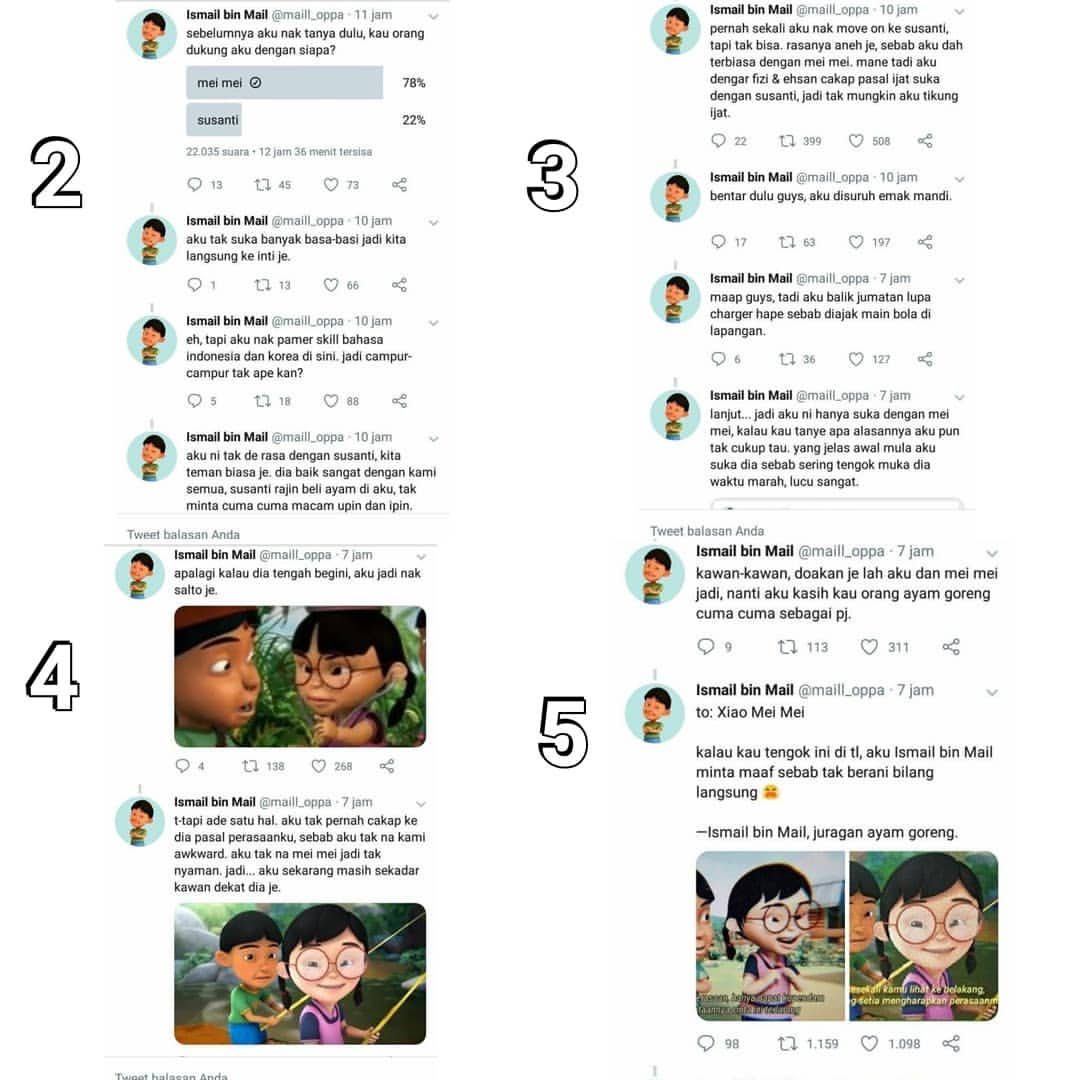 2
Ismail bin Mail @maill_oppa · 11 jam
sebelumnya aku nak tanya dulu, kau orang
dukung aku dengan siapa?
mei mei 78%
susanti 22%
22.035 suara • 12 jam 36 menit tersisa
13 45 73
Ismail bin Mail @maill_oppa · 10 jam
aku tak suka banyak basa-basi jadi kita
langsung ke inti je.
1 13 66
Ismail bin Mail @maill_oppa · 10 jam
eh, tapi aku nak pamer skill bahasa
indonesia dan korea di sini. jadi campur-
campur tak ape kan?
5 18 88
Ismail bin Mail @maill_oppa · 10 jam
aku ni tak de rasa dengan susanti, kita
teman biasa je. dia baik sangat dengan kami
semua, susanti rajin beli ayam di aku, tak
minta cuma cuma macam upin dan ipin.
Tweet balasan Anda
3
Ismail bin Mail @maill_oppa · 10 jam
pernah sekali aku nak move on ke susanti,
tapi tak bisa. rasanya aneh je, sebab aku dah
terbiasa dengan mei mei. mane tadi aku
dengar fizi & ehsan cakap pasal ijat suka
dengan susanti, jadi tak mungkin aku tikung
ijat.
22 399 508
Ismail bin Mail @maill_oppa · 10 jam
bentar dulu guys, aku disuruh emak mandi.
17 63 197
Ismail bin Mail @maill_oppa · 7 jam
maap guys, tadi aku balik jumatan lupa
charger hape sebab diajak main bola di
lapangan.
6 36 127
Ismail bin Mail @maill_oppa · 7 jam
lanjut... jadi aku ni hanya suka dengan mei
mei, kalau kau tanye apa alasannya aku pun
tak cukup tau. yang jelas awal mula aku
suka dia sebab sering tengok muka dia
waktu marah, lucu sangat.
Tweet balasan Anda
4
Ismail bin Mail @maill_oppa · 7 jam
apalagi kalau dia tengah begini, aku jadi nak
salto je.
4 138 268
Ismail bin Mail @maill_oppa · 7 jam
t-tapi ade satu hal. aku tak pernah cakap ke
dia pasal perasaanku, sebab aku tak na kami
awkward. aku tak na mei mei jadi tak
nyaman. jadi... aku sekarang masih sekadar
kawan dekat dia je.
Tweet balasan Anda
5
Ismail bin Mail @maill_oppa · 7 jam
kawan-kawan, doakan je lah aku dan mei mei
jadi, nanti aku kasih kau orang ayam goreng
cuma cuma sebagai pj.
9 113 311
Ismail bin Mail @maill_oppa · 7 jam
to: Xiao Mei Mei
kalau kau tengok ini di tl, aku Ismail bin Mail
minta maaf sebab tak berani bilang
langsung
—Ismail bin Mail, juragan ayam goreng.
kamu lihat ke belakang,
setia mengharapkan
98 1.159 1.098